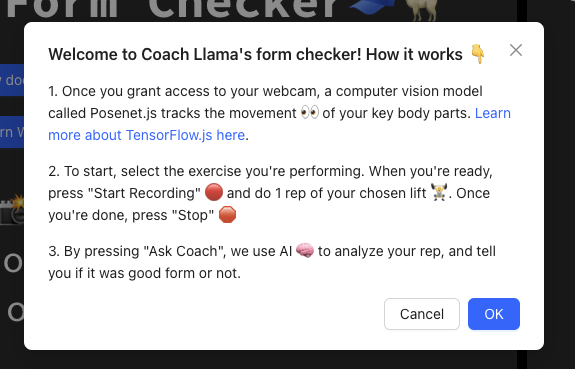 Form Checker
Welcome to Coach Llama's form checker! How it works 👇
1. Once you grant access to your webcam, a computer vision model
called Posenet.js tracks the movement 👀 of your key body parts. Learn
more about TensorFlow.js here.
2. To start, select the exercise you're performing. When you're ready,
press "Start Recording" 🔴 and do 1 rep of your chosen lift 🏋️. Once
you're done, press "Stop" 🛑
3. By pressing "Ask Coach", we use AI 🧠 to analyze your rep, and tell
you if it was good form or not.
Cancel
OK